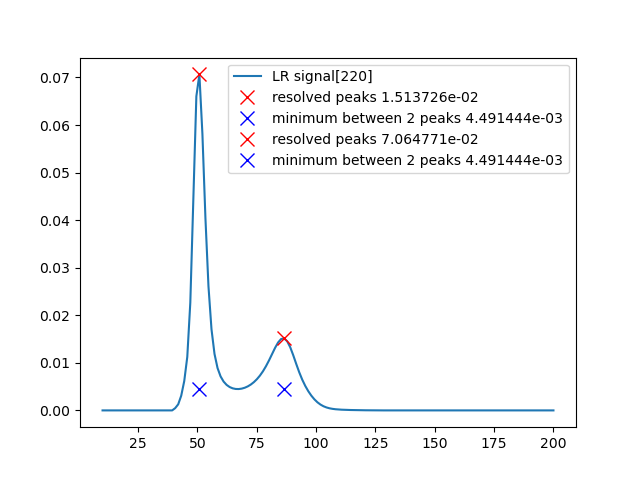 LR signal[220]
resolved peaks 1.513726e-02
minimum between 2 peaks 4.491444e-03
resolved peaks 7.064771e-02
minimum between 2 peaks 4.491444e-03
0.07
0.06
0.05
0.04
0.03
0.02
0.01
0.00
25 50 75 100 125 150 175 200